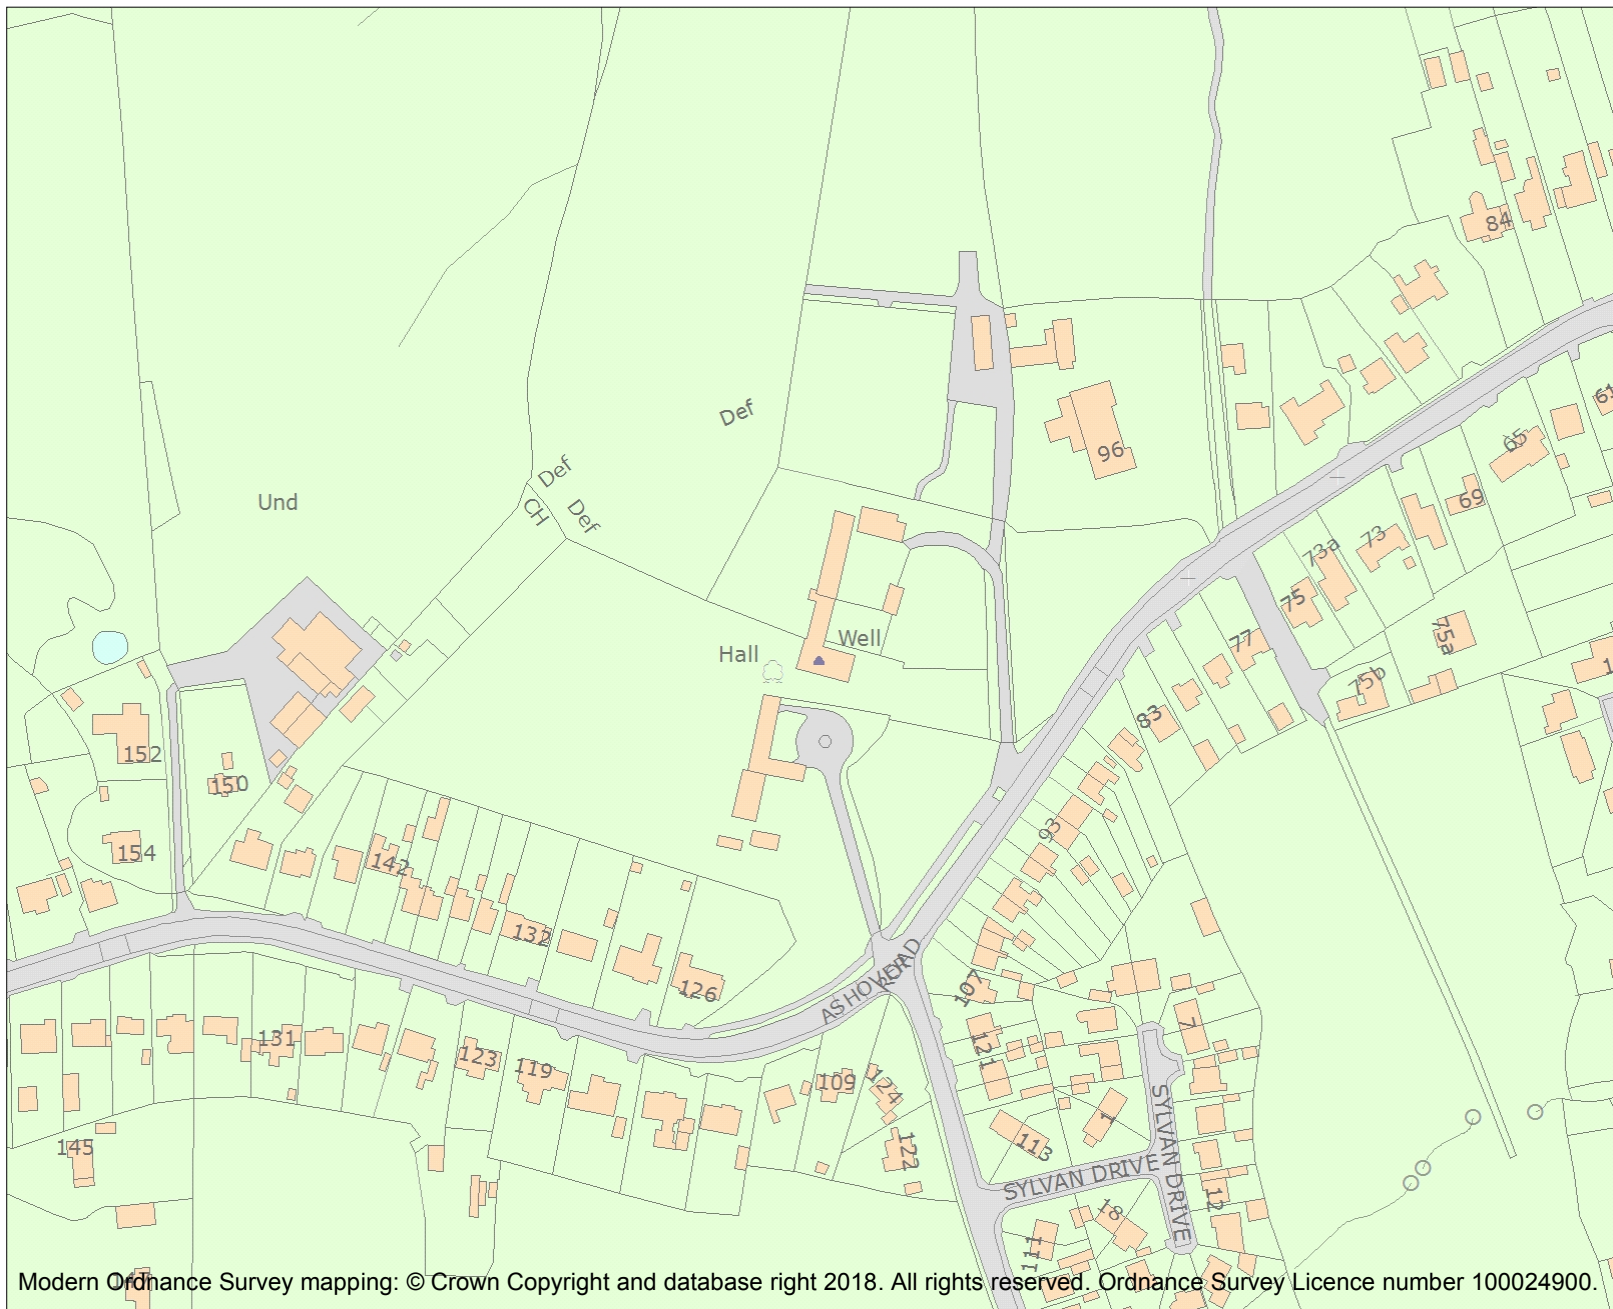 84
61
Def
65
96
Def
69
Und
CH
Def
73
73a
75
77
Well
75a
Hall
75b
83
152
150
93
154
142
132
ASHOVER
ROAD
107
126
7
131
121
123
119
109
124
1
113
122
145
SYLVAN DRIVE
SYLVAN DRIVE
12
18
111
Modern Ordnance Survey mapping: © Crown Copyright and database right 2018. All rights reserved. Ordnance Survey Licence number 100024900.